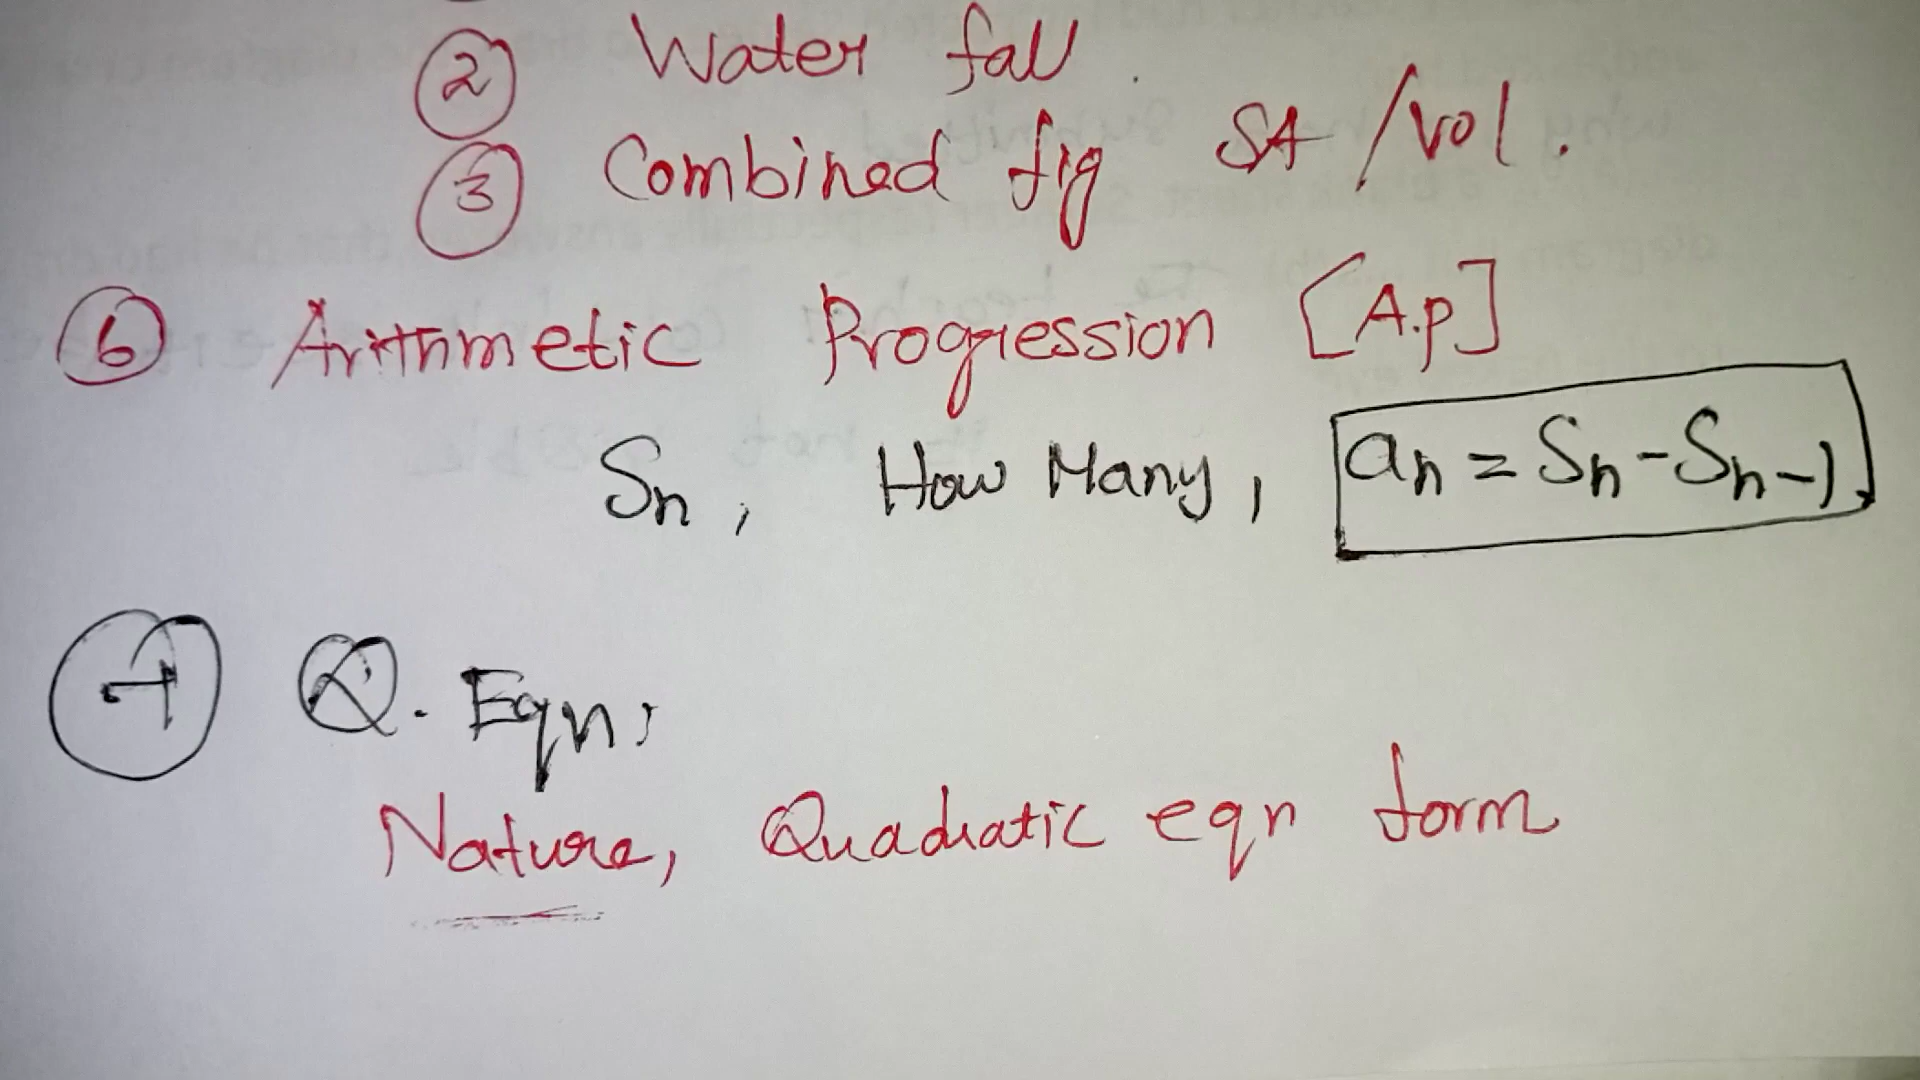 ② Water fall.
③ Combined fig SA/Vol.
⑥ Arithmetic Progression [A.P]
Sn, How Many, an = Sn - Sn-1
⑦ Q. Eqn:
Nature, Quadratic eqn form